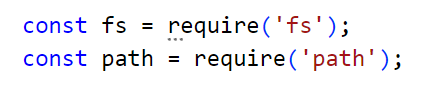 const fs = require('fs');
const path = require('path');